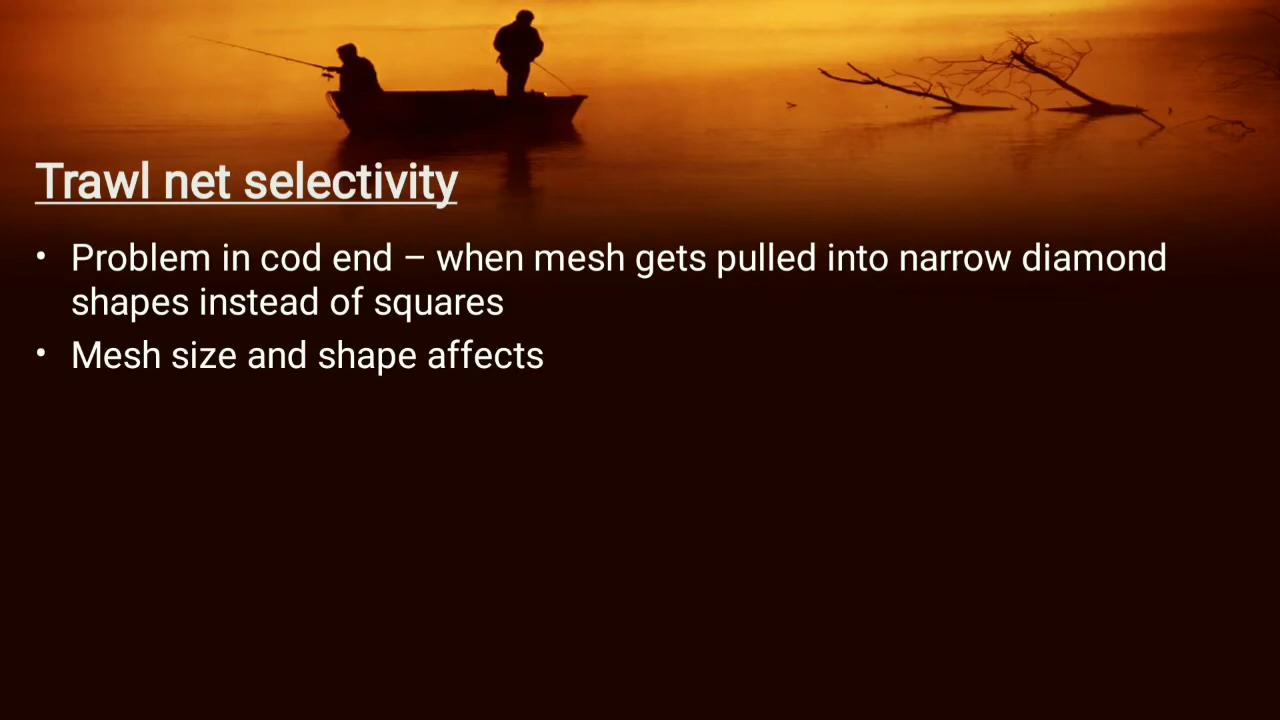 Trawl net selectivity
• Problem in cod end – when mesh gets pulled into narrow diamond
shapes instead of squares
• Mesh size and shape affects